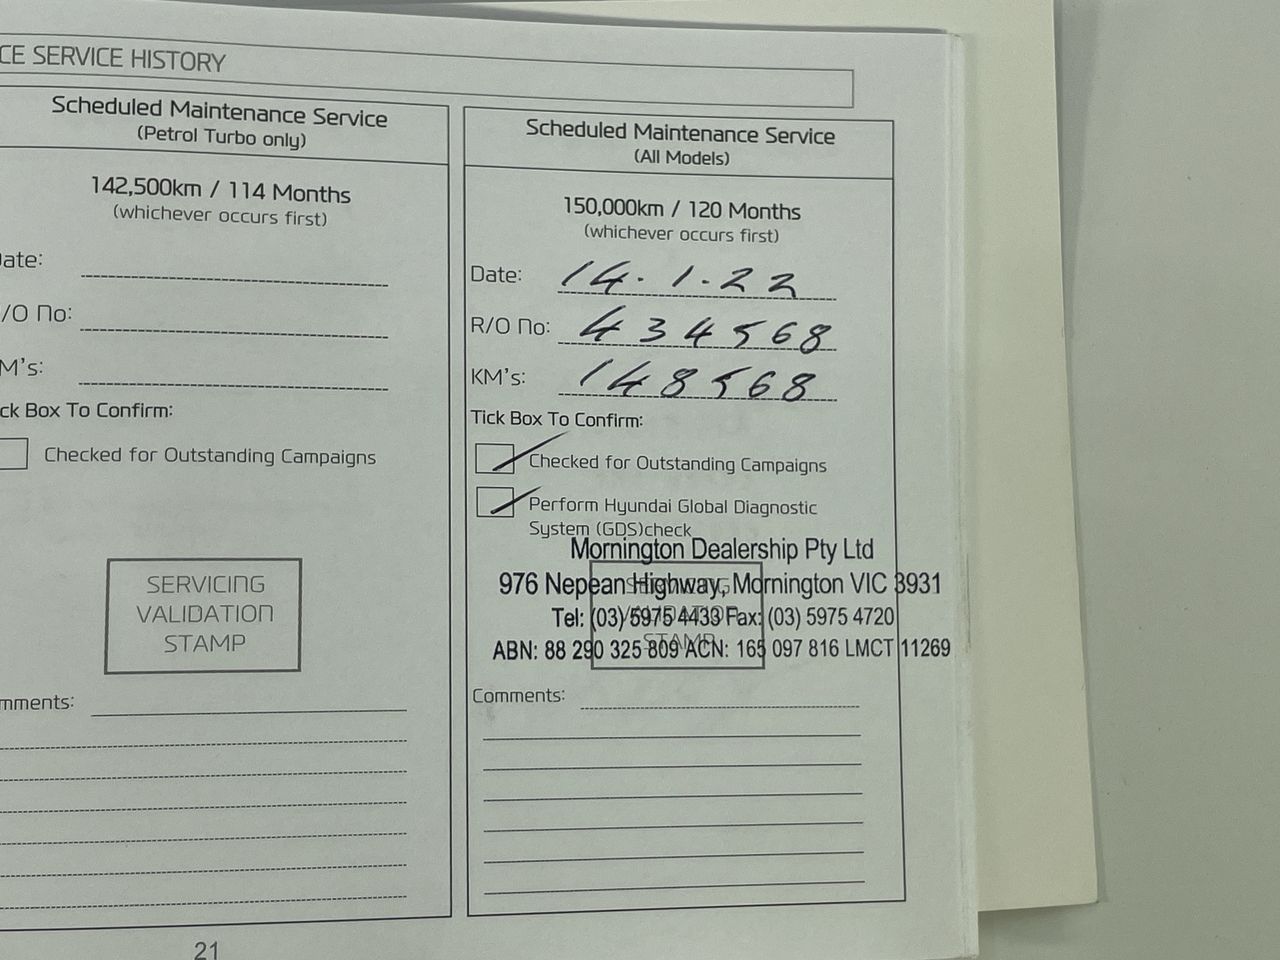 CE SERVICE HISTORY
Scheduled Maintenance Service
(Petrol Turbo only)
142,500km / 114 Months
(whichever occurs first)
ate:
/O No:
M's:
ck Box To Confirm:
Checked for Outstanding Campaigns
SERVICING
VALIDATION
STAMP
mments:
21
Scheduled Maintenance Service
(All Models)
150,000km / 120 Months
(whichever occurs first)
Date: 14.1.22
R/O No: 434568
KM's: 148568
Tick Box To Confirm:
Checked for Outstanding Campaigns
Perform Hyundai Global Diagnostic
System (GDS)check
Mornington Dealership Pty Ltd
976 Nepean Highway, Mornington VIC 3931
Tel: (03) 5975 4433 Fax: (03) 5975 4720
ABN: 88 290 325 809 ACN: 165 097 816 LMCT 11269
SERVICING
VALIDATION
STAMP
Comments: